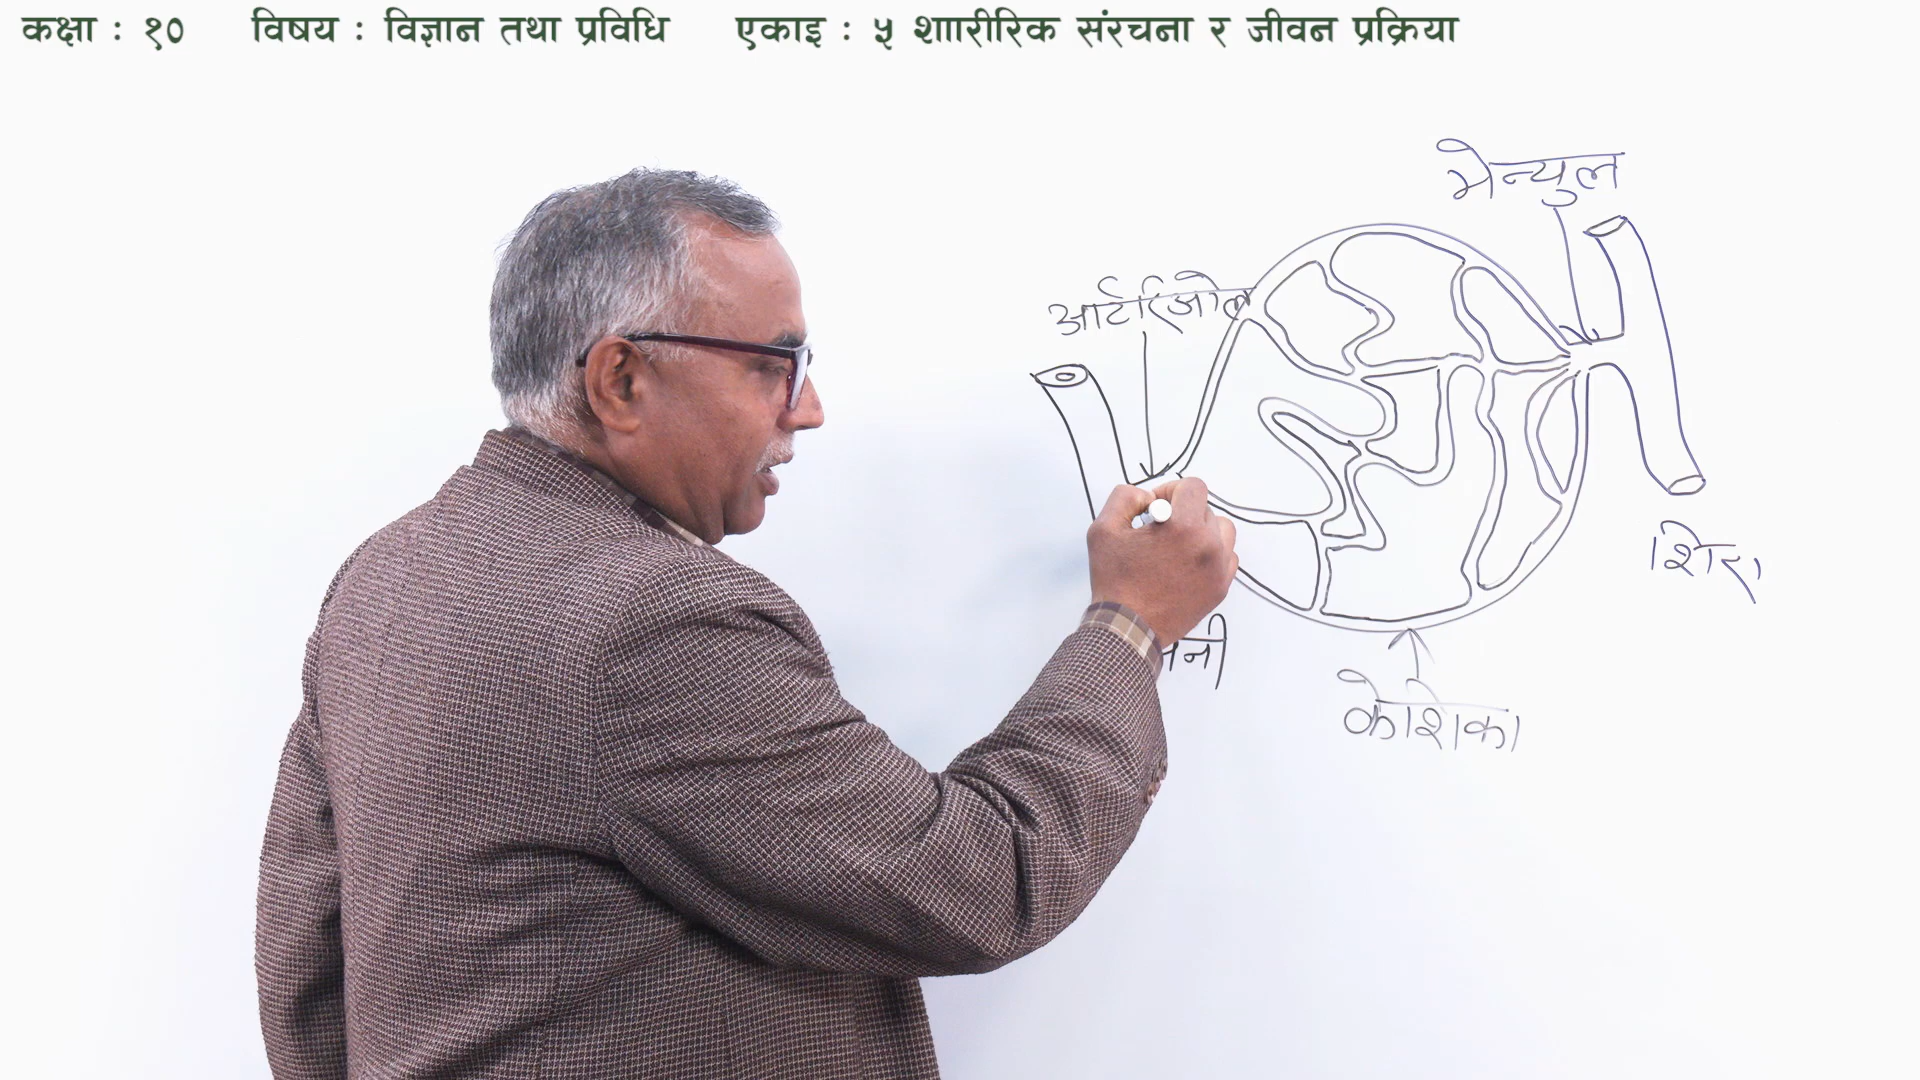 कक्षा : १० विषय : विज्ञान तथा प्रविधि एकाइ : ५ शाारीरिक संरचना र जीवन प्रक्रिया
भेन्युल
आर्टरिओल
शिरा
नी
केशिका